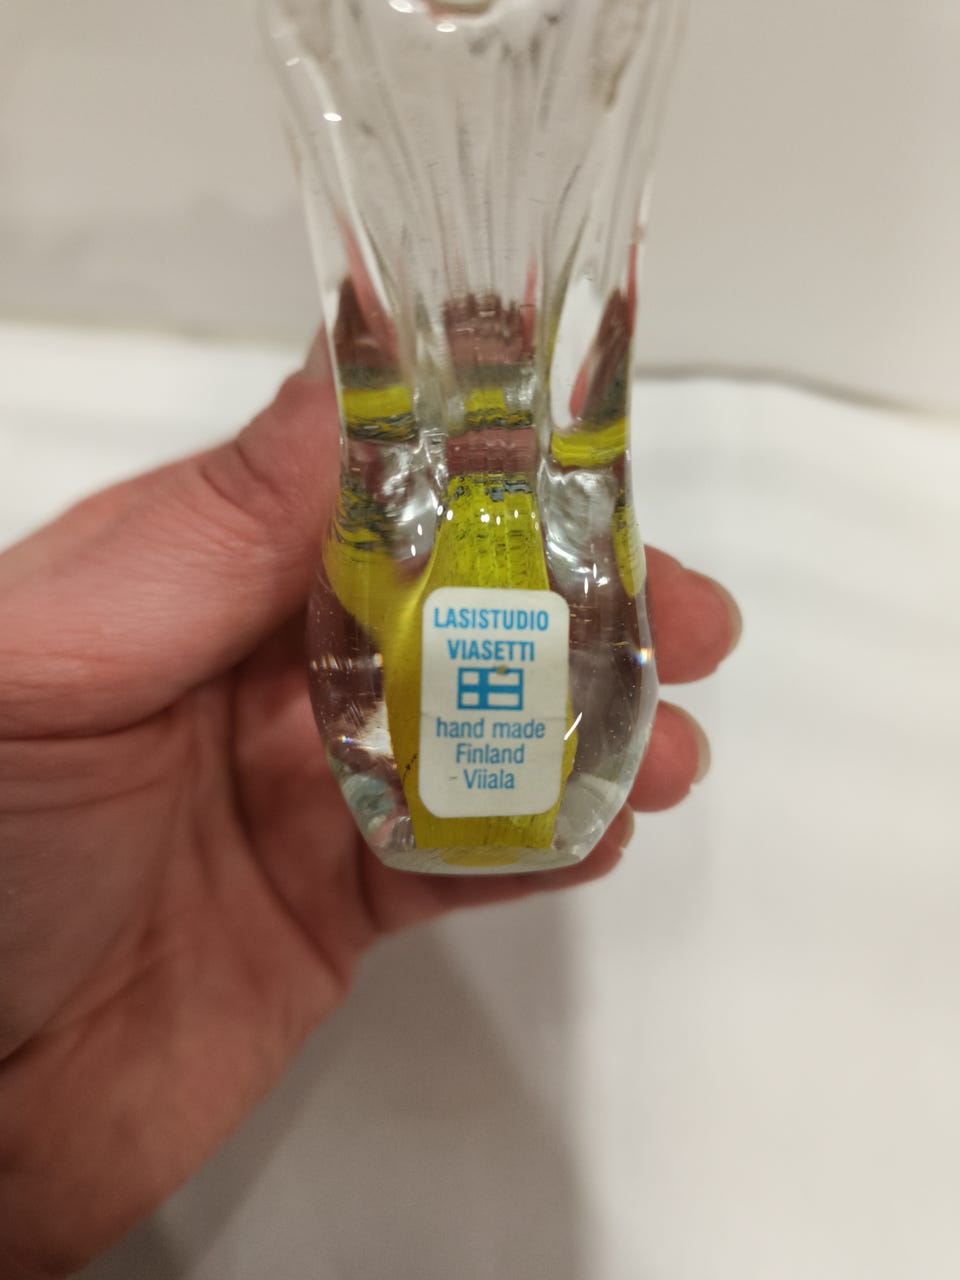 LASISTUDIO
VIASETTI
hand made
Finland
Viiala